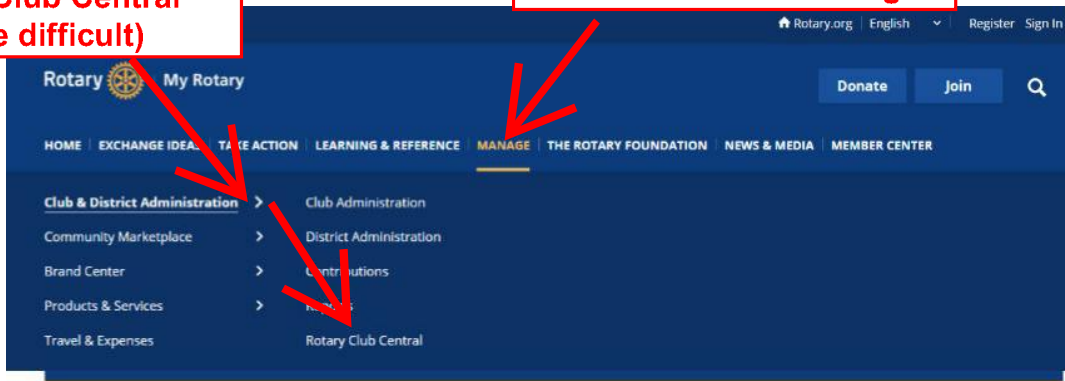 Club Central
difficult)
Rotary.org English Register Sign In
Rotary My Rotary
Donate Join
HOME EXCHANGE IDEAS TAKE ACTION LEARNING & REFERENCE MANAGE THE ROTARY FOUNDATION NEWS & MEDIA MEMBER CENTER
Club & District Administration > Club Administration
Community Marketplace > District Administration
Brand Center > Contributions
Products & Services > Reports
Travel & Expenses Rotary Club Central